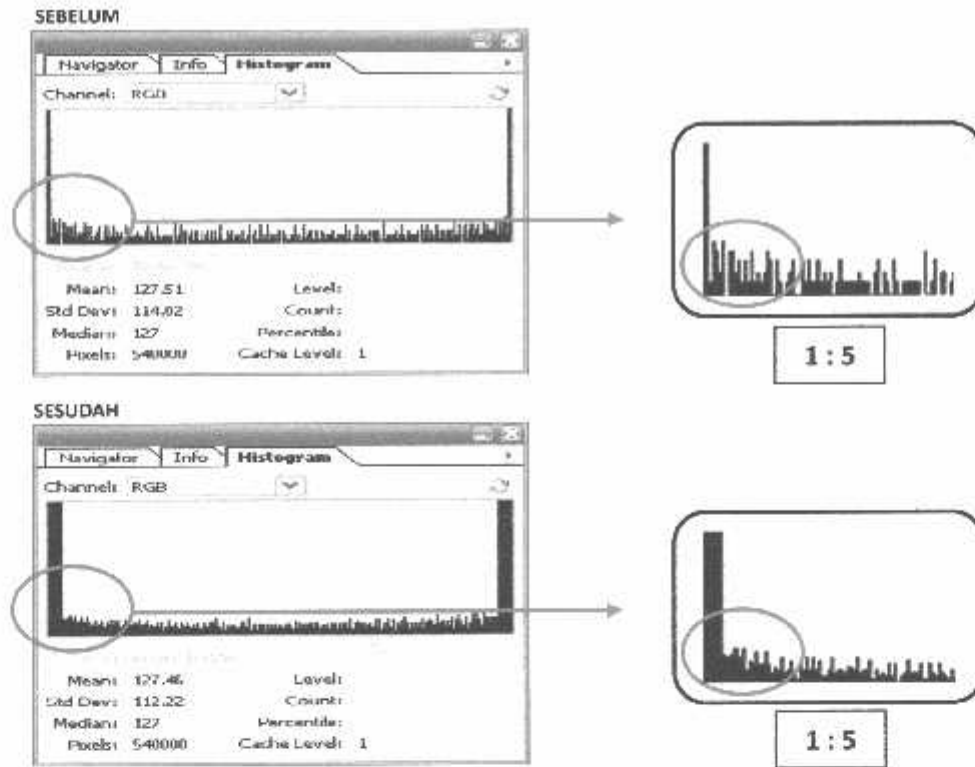 SEBELUM
Navigator Info Histogram
Channel: RGB
Mean: 127.51 Level:
Std Dev: 114.02 Count:
Median: 127 Percentile:
Pixels: 540000 Cache Level: 1
1 : 5
SESUDAH
Navigator Info Histogram
Channel: RGB
Mean: 127.46 Level:
Std Dev: 112.22 Count:
Median: 127 Percentile:
Pixels: 540000 Cache Level: 1
1 : 5